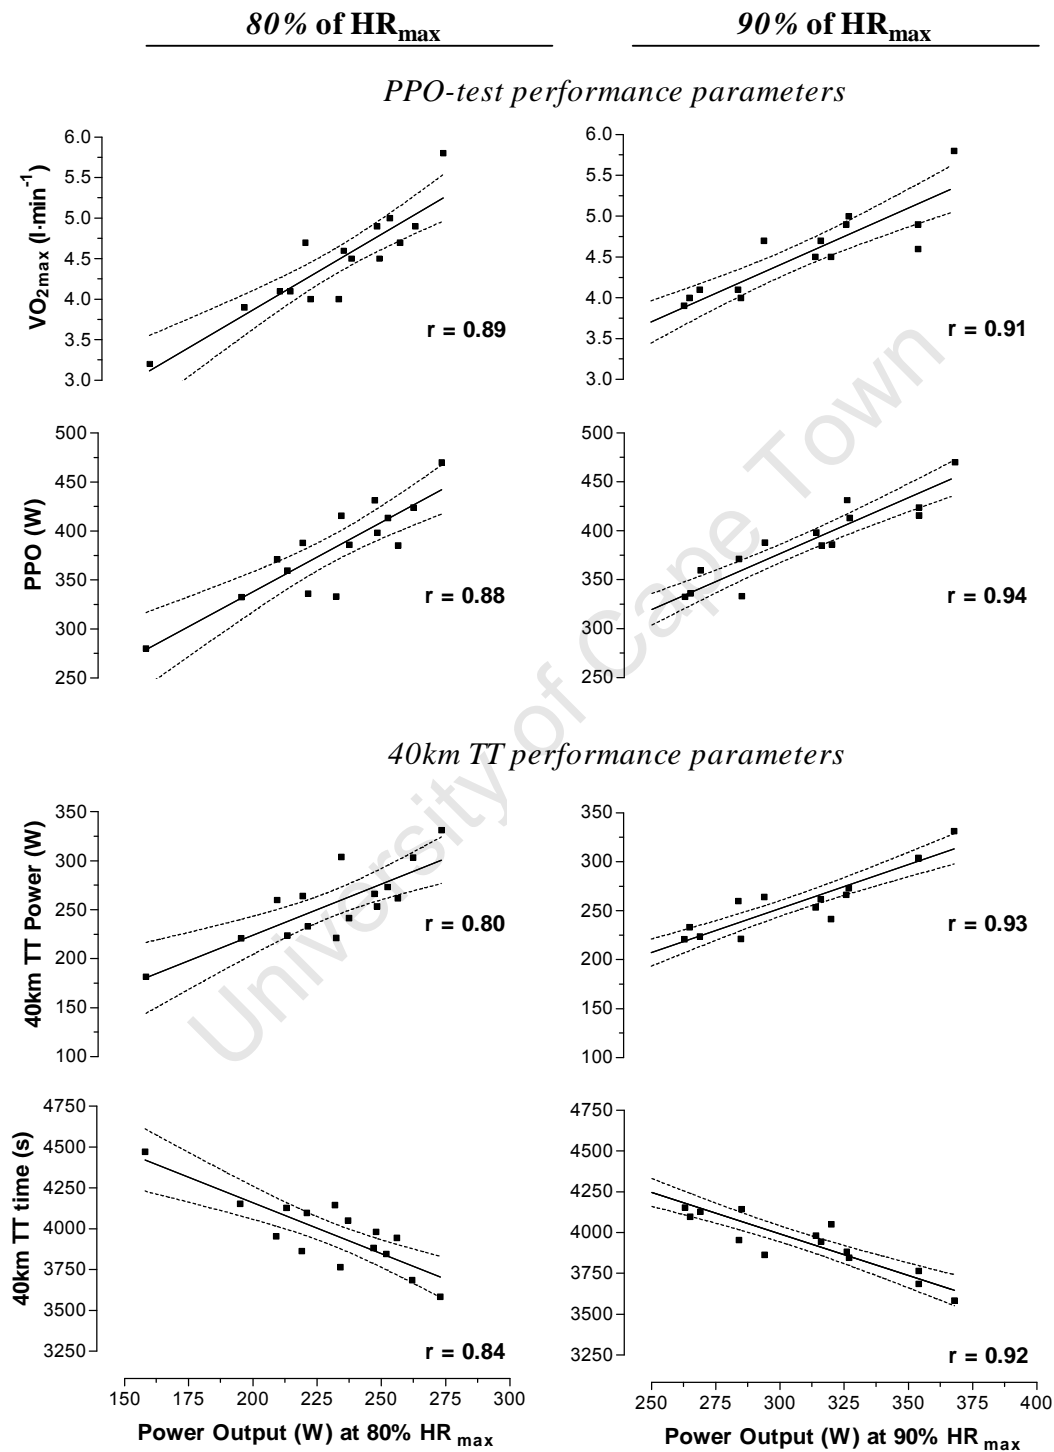 80% of HRmax
90% of HRmax
PPO-test performance parameters
VO2max (l·min-1)
6.0
5.5
5.0
4.5
4.0
3.5
3.0
r = 0.89
6.0
5.5
5.0
4.5
4.0
3.5
3.0
r = 0.91
PPO (W)
500
450
400
350
300
250
r = 0.88
500
450
400
350
300
250
r = 0.94
40km TT performance parameters
40km TT Power (W)
350
300
250
200
150
100
r = 0.80
350
300
250
200
150
100
r = 0.93
40km TT time (s)
4750
4500
4250
4000
3750
3500
3250
r = 0.84
4750
4500
4250
4000
3750
3500
3250
r = 0.92
150 175 200 225 250 275 300
Power Output (W) at 80% HR max
250 275 300 325 350 375 400
Power Output (W) at 90% HR max
University of Cape Town